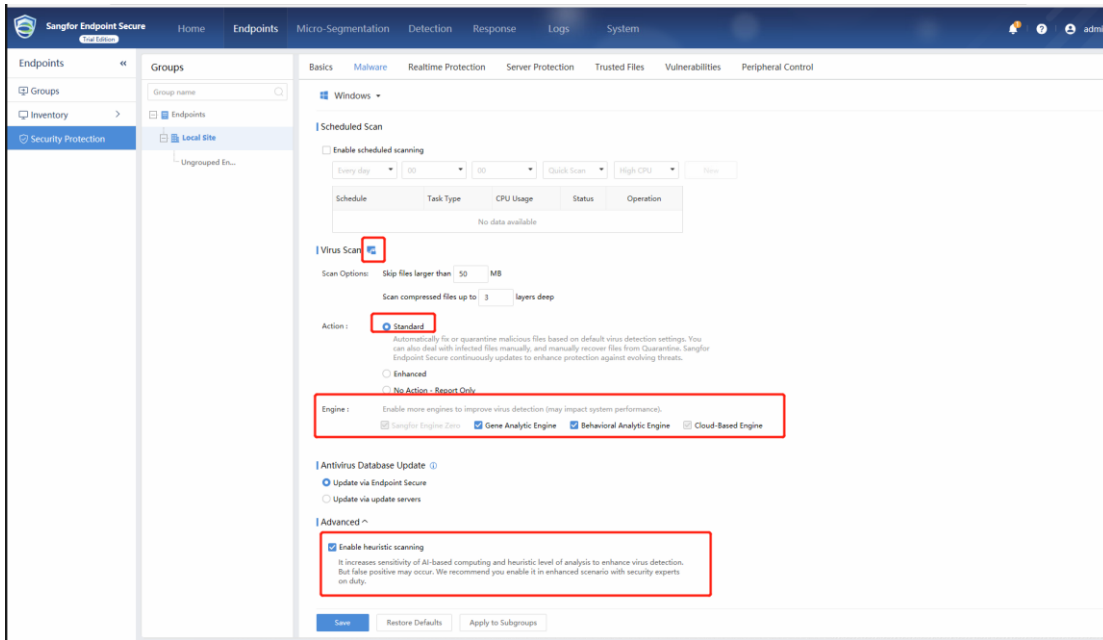 Sangfor Endpoint Secure
Trial Edition
Home Endpoints Micro-Segmentation Detection Response Logs System
Endpoints «
Groups
Inventory >
Security Protection
Groups
Group name
Endpoints
Local Site
Ungrouped En...
Basics Malware Realtime Protection Server Protection Trusted Files Vulnerabilities Peripheral Control
Windows
Scheduled Scan
Enable scheduled scanning
Every day 00 00 Quick Scan High CPU New
Schedule Task Type CPU Usage Status Operation
No data available
Virus Scan
Scan Options: Skip files larger than 50 MB
Scan compressed files up to 3 layers deep
Action : Standard
Automatically fix or quarantine malicious files based on default virus detection settings. You
can also deal with infected files manually, and manually recover files from Quarantine. Sangfor
Endpoint Secure continuously updates to enhance protection against evolving threats.
Enhanced
No Action - Report Only
Engine : Enable more engines to improve virus detection (may impact system performance).
Sangfor Engine Zero Gene Analytic Engine Behavioral Analytic Engine Cloud-Based Engine
Antivirus Database Update
Update via Endpoint Secure
Update via update servers
Advanced
Enable heuristic scanning
It increases sensitivity of AI-based computing and heuristic level of analysis to enhance virus detection.
But false positive may occur. We recommend you enable it in enhanced scenario with security experts
on duty.
Save Restore Defaults Apply to Subgroups